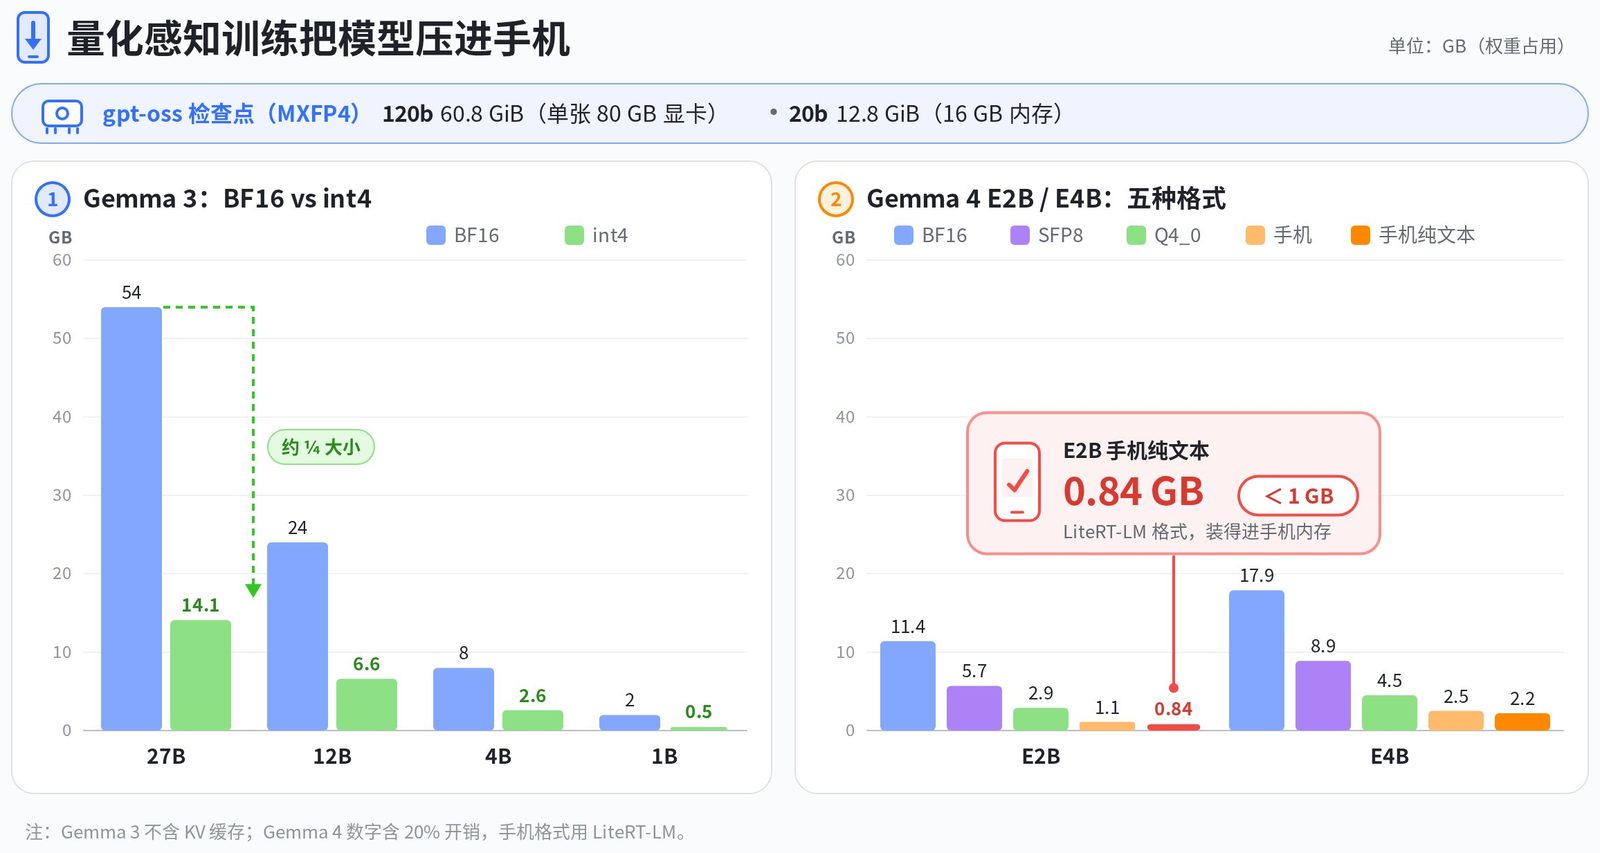 量化感知训练把模型压进手机
单位：GB（权重占用）
gpt-oss 检查点（MXFP4） 120b 60.8 GiB（单张 80 GB 显卡） • 20b 12.8 GiB（16 GB 内存）
1 Gemma 3：BF16 vs int4
GB
BF16 int4
60
50
40
30
20
10
0
54
14.1
24
6.6
8
2.6
2
0.5
约 ¼ 大小
27B 12B 4B 1B
2 Gemma 4 E2B / E4B：五种格式
GB
BF16 SFP8 Q4_0 手机 手机纯文本
60
50
40
30
20
10
0
E2B 手机纯文本
0.84 GB
＜ 1 GB
LiteRT-LM 格式，装得进手机内存
11.4
5.7
2.9
1.1
0.84
17.9
8.9
4.5
2.5
2.2
E2B E4B
注：Gemma 3 不含 KV 缓存；Gemma 4 数字含 20% 开销，手机格式用 LiteRT-LM。